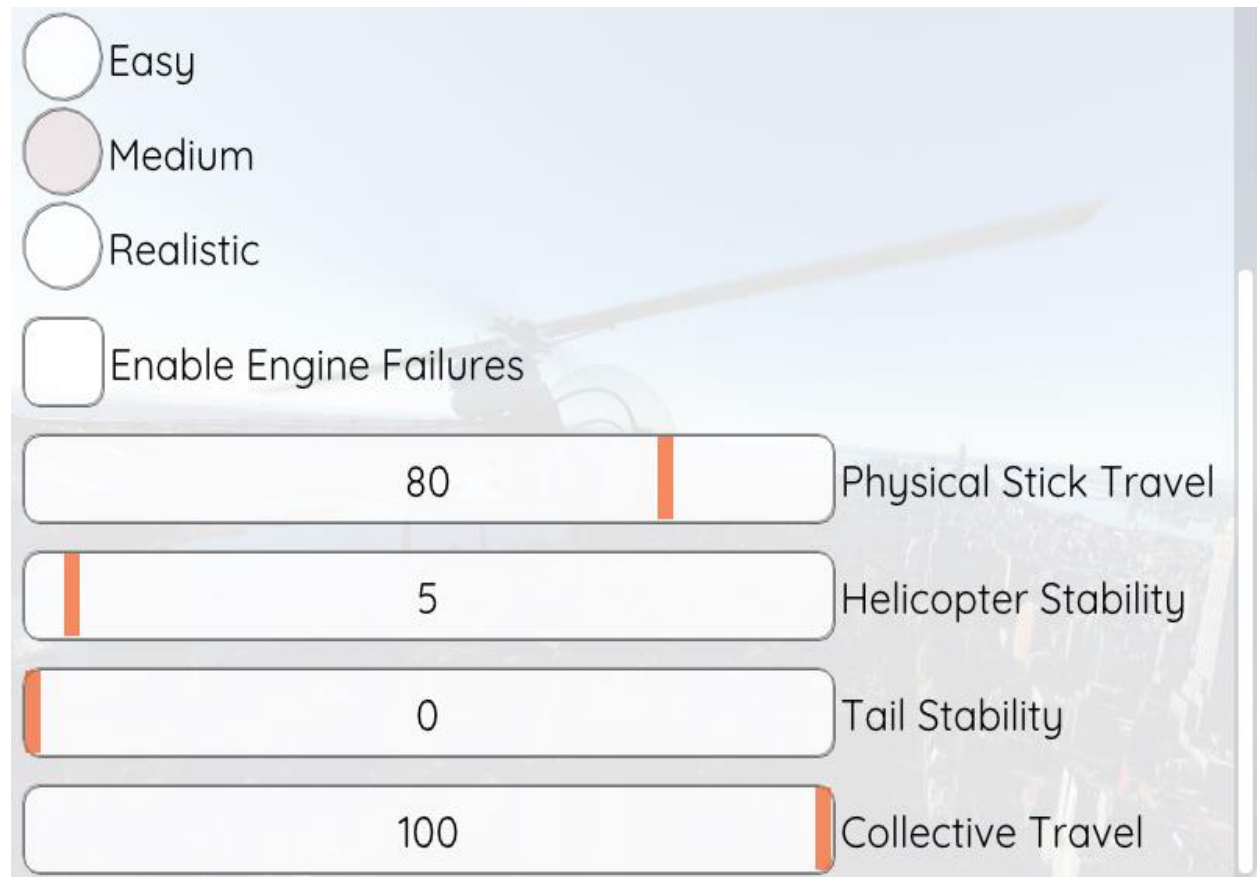 Easy
Medium
Realistic
Enable Engine Failures
80 Physical Stick Travel
5 Helicopter Stability
0 Tail Stability
100 Collective Travel